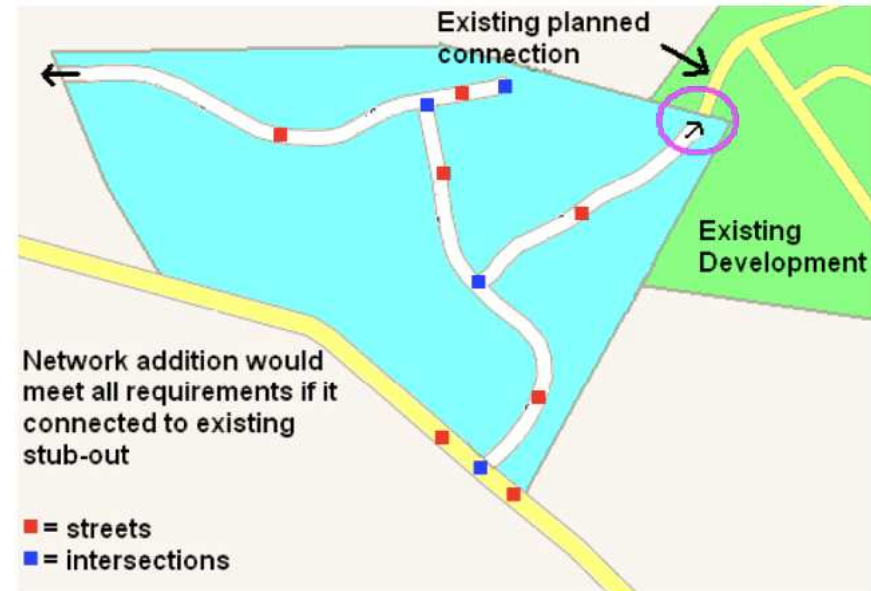 Existing planned
connection
Existing
Development
Network addition would
meet all requirements if it
connected to existing
stub-out
= streets
= intersections